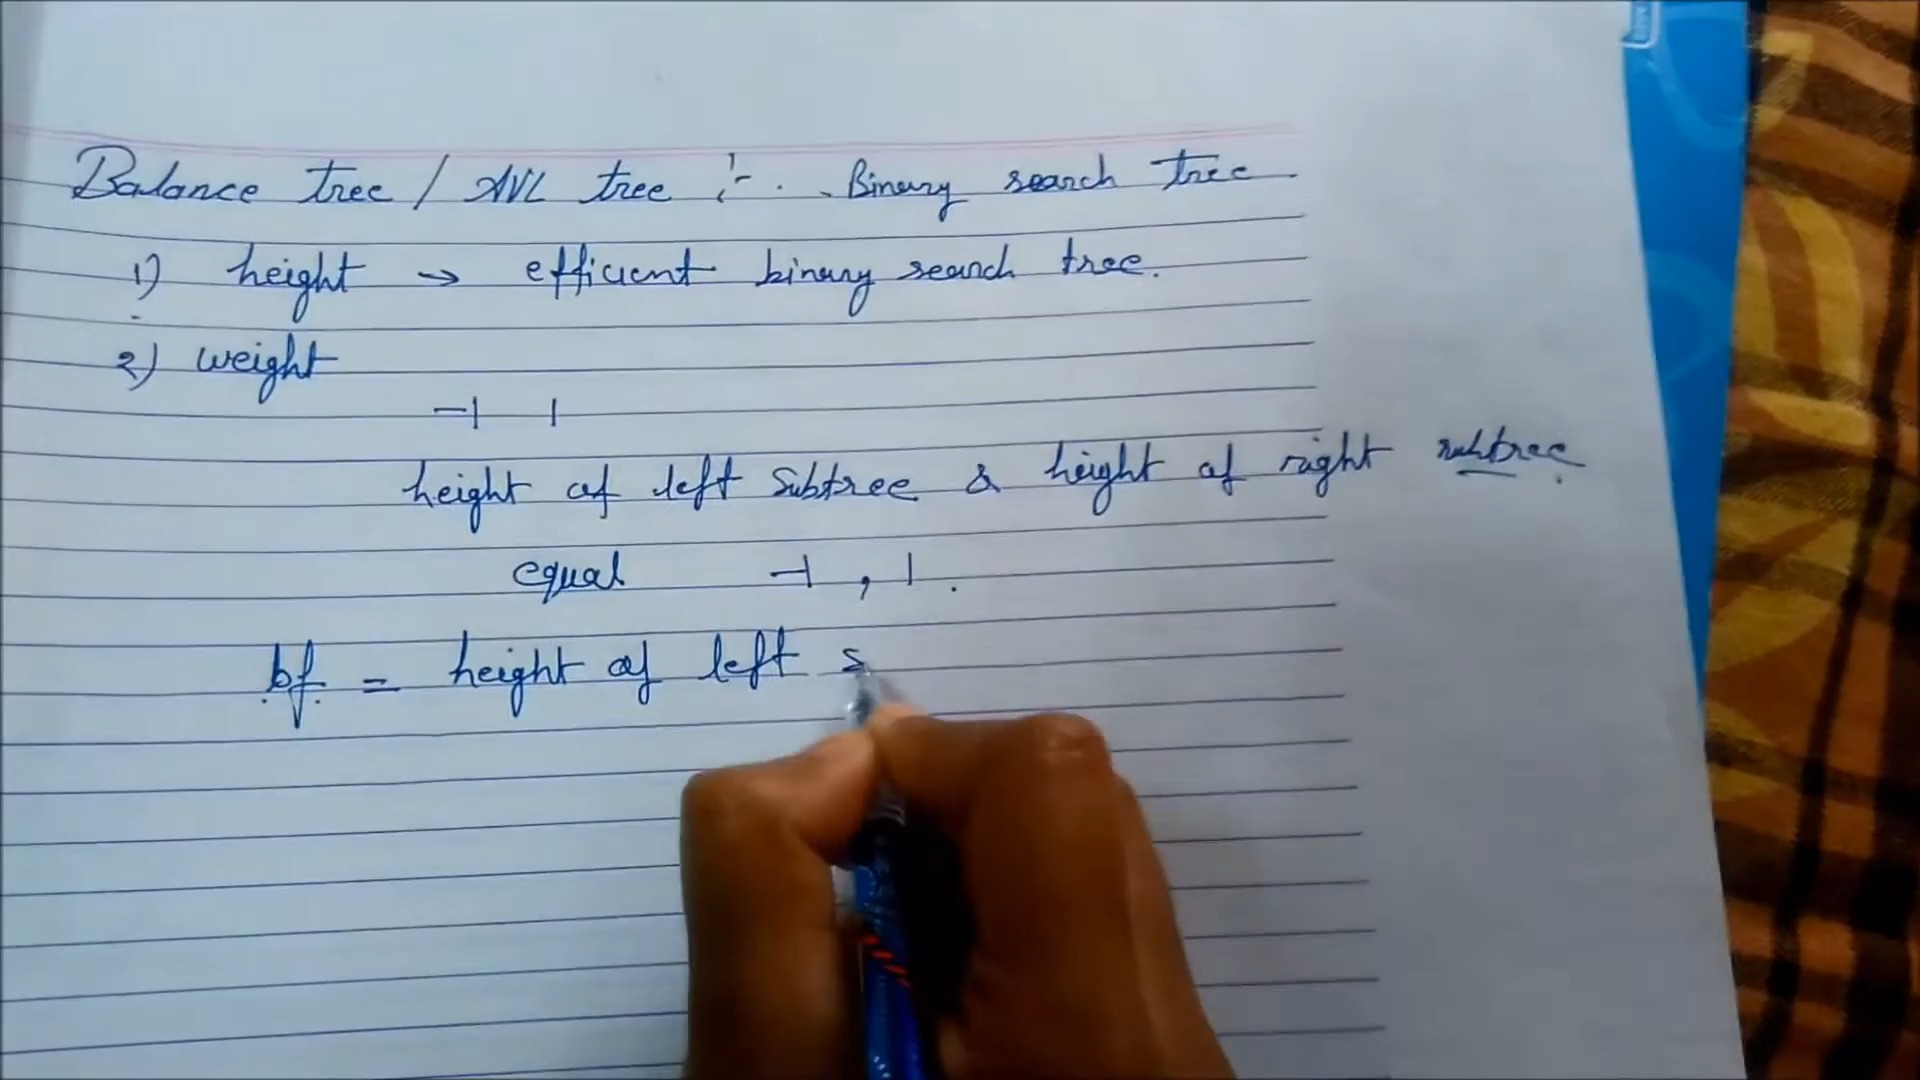 Balance tree / AVL tree :- . Binary search tree
1) height → efficient binary search tree.
2) weight
-1 1
height of left Subtree & height of right subtree.
equal -1 , 1 .
bf = height of left s